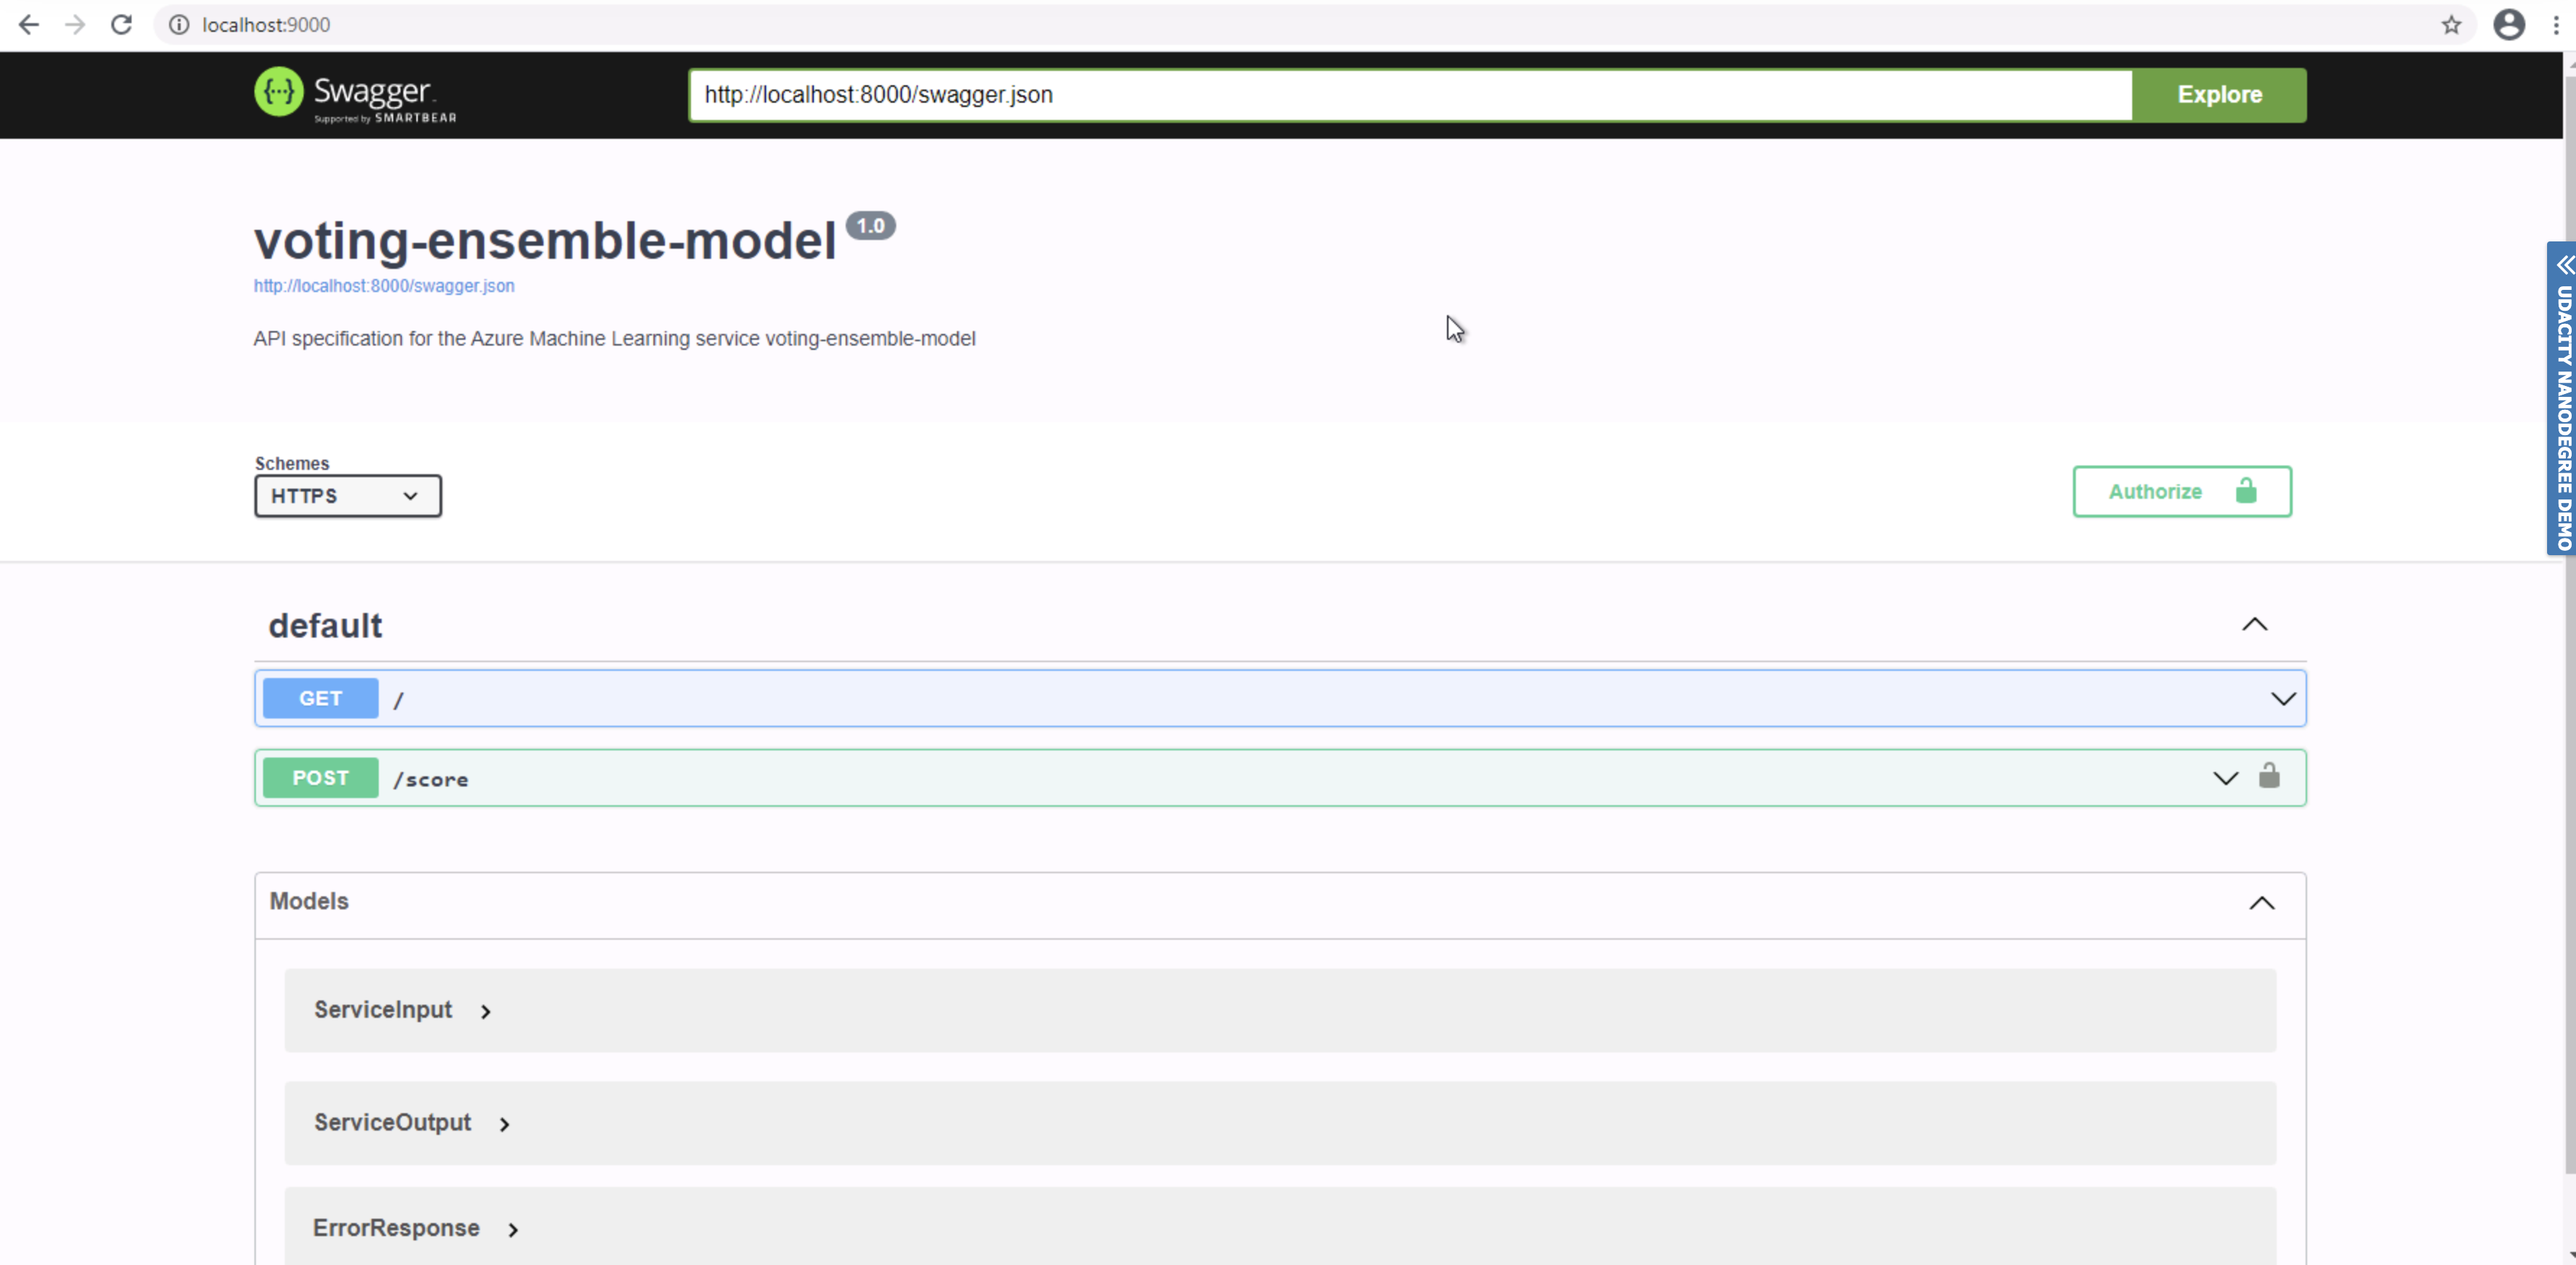 localhost:9000
Swagger
Supported by SMARTBEAR
http://localhost:8000/swagger.json
Explore
voting-ensemble-model 1.0
http://localhost:8000/swagger.json
API specification for the Azure Machine Learning service voting-ensemble-model
UDACITY NANODEGREE DEMO
Schemes
HTTPS
Authorize
default
GET /
POST /score
Models
ServiceInput
ServiceOutput
ErrorResponse